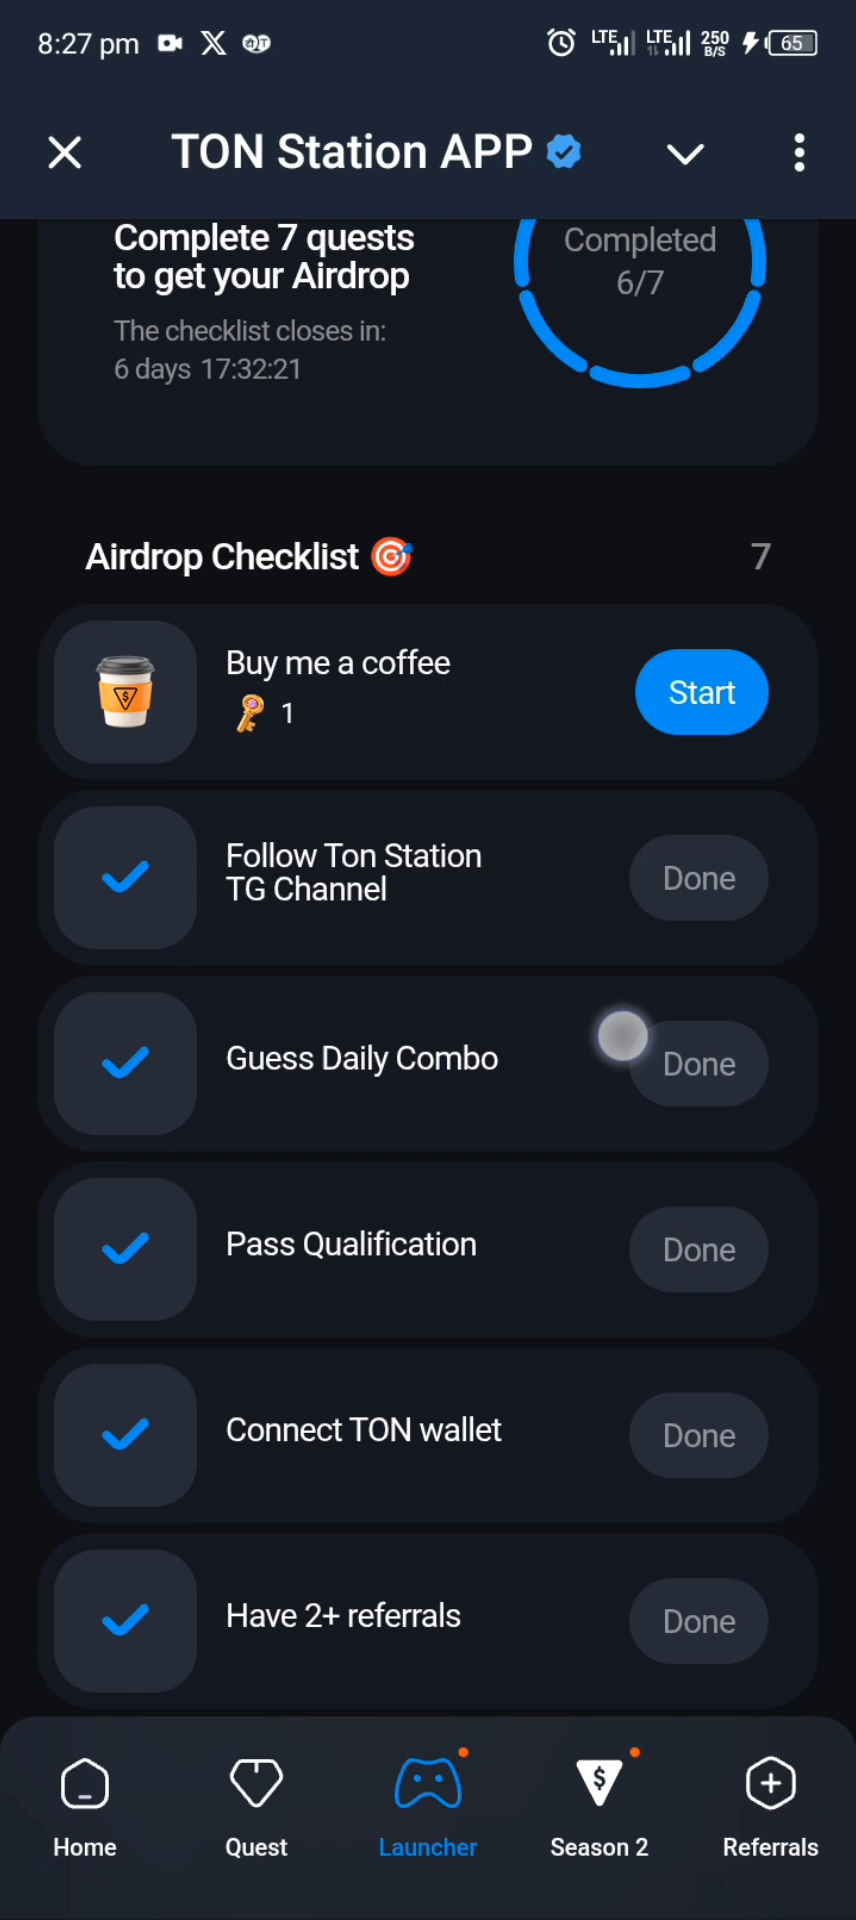 8:27 pm
LTE LTE 250 B/S 65
TON Station APP
Complete 7 quests
to get your Airdrop
The checklist closes in:
6 days 17:32:21
Completed
6/7
Airdrop Checklist 7
Buy me a coffee
1
Start
Follow Ton Station
TG Channel
Done
Guess Daily Combo
Done
Pass Qualification
Done
Connect TON wallet
Done
Have 2+ referrals
Done
Home Quest Launcher Season 2 Referrals